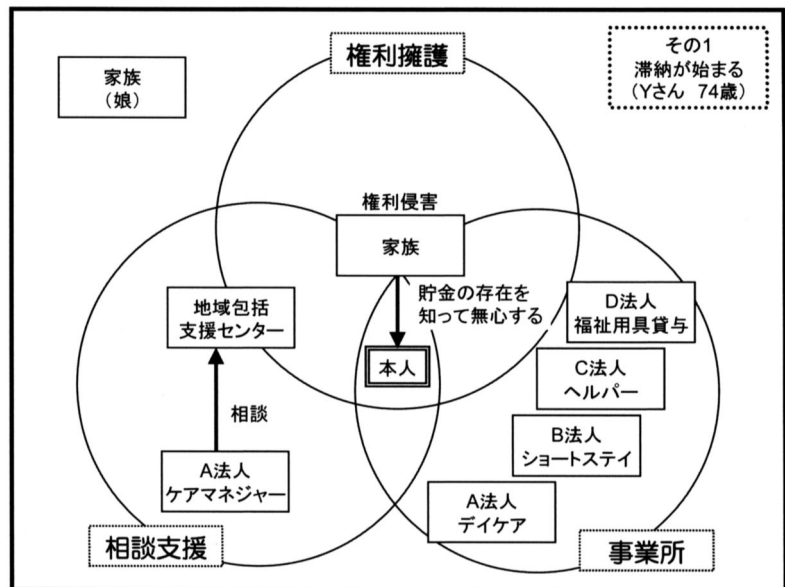 権利擁護
その1
滞納が始まる
(Yさん 74歳)
家族
(娘)
権利侵害
家族
貯金の存在を
知って無心する
地域包括
支援センター
本人
D法人
福祉用具貸与
C法人
ヘルパー
相談
B法人
ショートステイ
A法人
ケアマネジャー
A法人
デイケア
相談支援
事業所